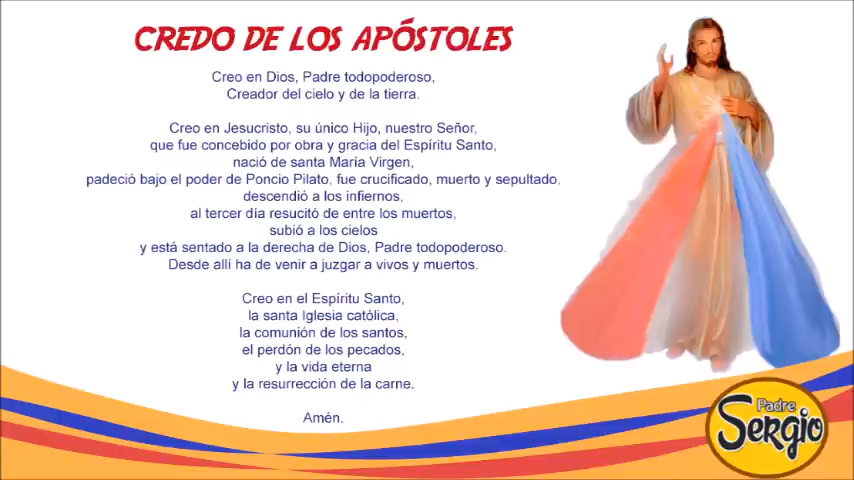 CREDO DE LOS APÓSTOLES
Creo en Dios, Padre todopoderoso,
Creador del cielo y de la tierra.
Creo en Jesucristo, su único Hijo, nuestro Señor,
que fue concebido por obra y gracia del Espíritu Santo,
nació de santa María Virgen,
padeció bajo el poder de Poncio Pilato, fue crucificado, muerto y sepultado,
descendió a los infiernos,
al tercer día resucitó de entre los muertos,
subió a los cielos
y está sentado a la derecha de Dios, Padre todopoderoso.
Desde allí ha de venir a juzgar a vivos y muertos.
Creo en el Espíritu Santo,
la santa Iglesia católica,
la comunión de los santos,
el perdón de los pecados,
y la vida eterna
y la resurrección de la carne.
Amén.
Padre
Sergio